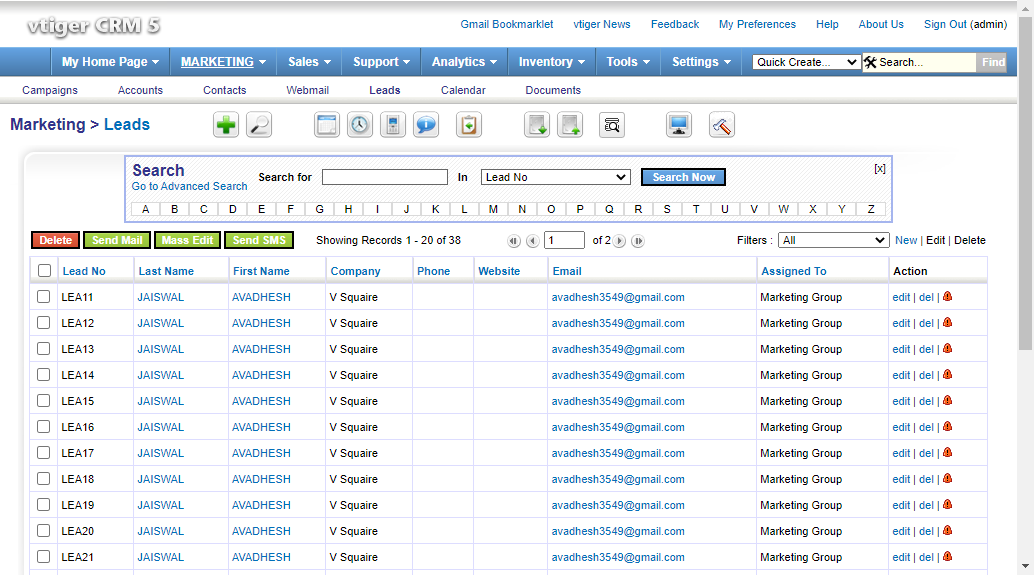 vtiger CRM 5
Gmail Bookmarklet vtiger News Feedback My Preferences Help About Us Sign Out (admin)
My Home Page MARKETING Sales Support Analytics Inventory Tools Settings Quick Create... Search... Find
Campaigns Accounts Contacts Webmail Leads Calendar Documents
Marketing > Leads
Search [x]
Go to Advanced Search Search for In Lead No Search Now
A B C D E F G H I J K L M N O P Q R S T U V W X Y Z
Delete Send Mail Mass Edit Send SMS Showing Records 1 - 20 of 38 1 of 2 Filters : All New | Edit | Delete
Lead No Last Name First Name Company Phone Website Email Assigned To Action
LEA11 JAISWAL AVADHESH V Squaire avadhesh3549@gmail.com Marketing Group edit | del |
LEA12 JAISWAL AVADHESH V Squaire avadhesh3549@gmail.com Marketing Group edit | del |
LEA13 JAISWAL AVADHESH V Squaire avadhesh3549@gmail.com Marketing Group edit | del |
LEA14 JAISWAL AVADHESH V Squaire avadhesh3549@gmail.com Marketing Group edit | del |
LEA15 JAISWAL AVADHESH V Squaire avadhesh3549@gmail.com Marketing Group edit | del |
LEA16 JAISWAL AVADHESH V Squaire avadhesh3549@gmail.com Marketing Group edit | del |
LEA17 JAISWAL AVADHESH V Squaire avadhesh3549@gmail.com Marketing Group edit | del |
LEA18 JAISWAL AVADHESH V Squaire avadhesh3549@gmail.com Marketing Group edit | del |
LEA19 JAISWAL AVADHESH V Squaire avadhesh3549@gmail.com Marketing Group edit | del |
LEA20 JAISWAL AVADHESH V Squaire avadhesh3549@gmail.com Marketing Group edit | del |
LEA21 JAISWAL AVADHESH V Squaire avadhesh3549@gmail.com Marketing Group edit | del |